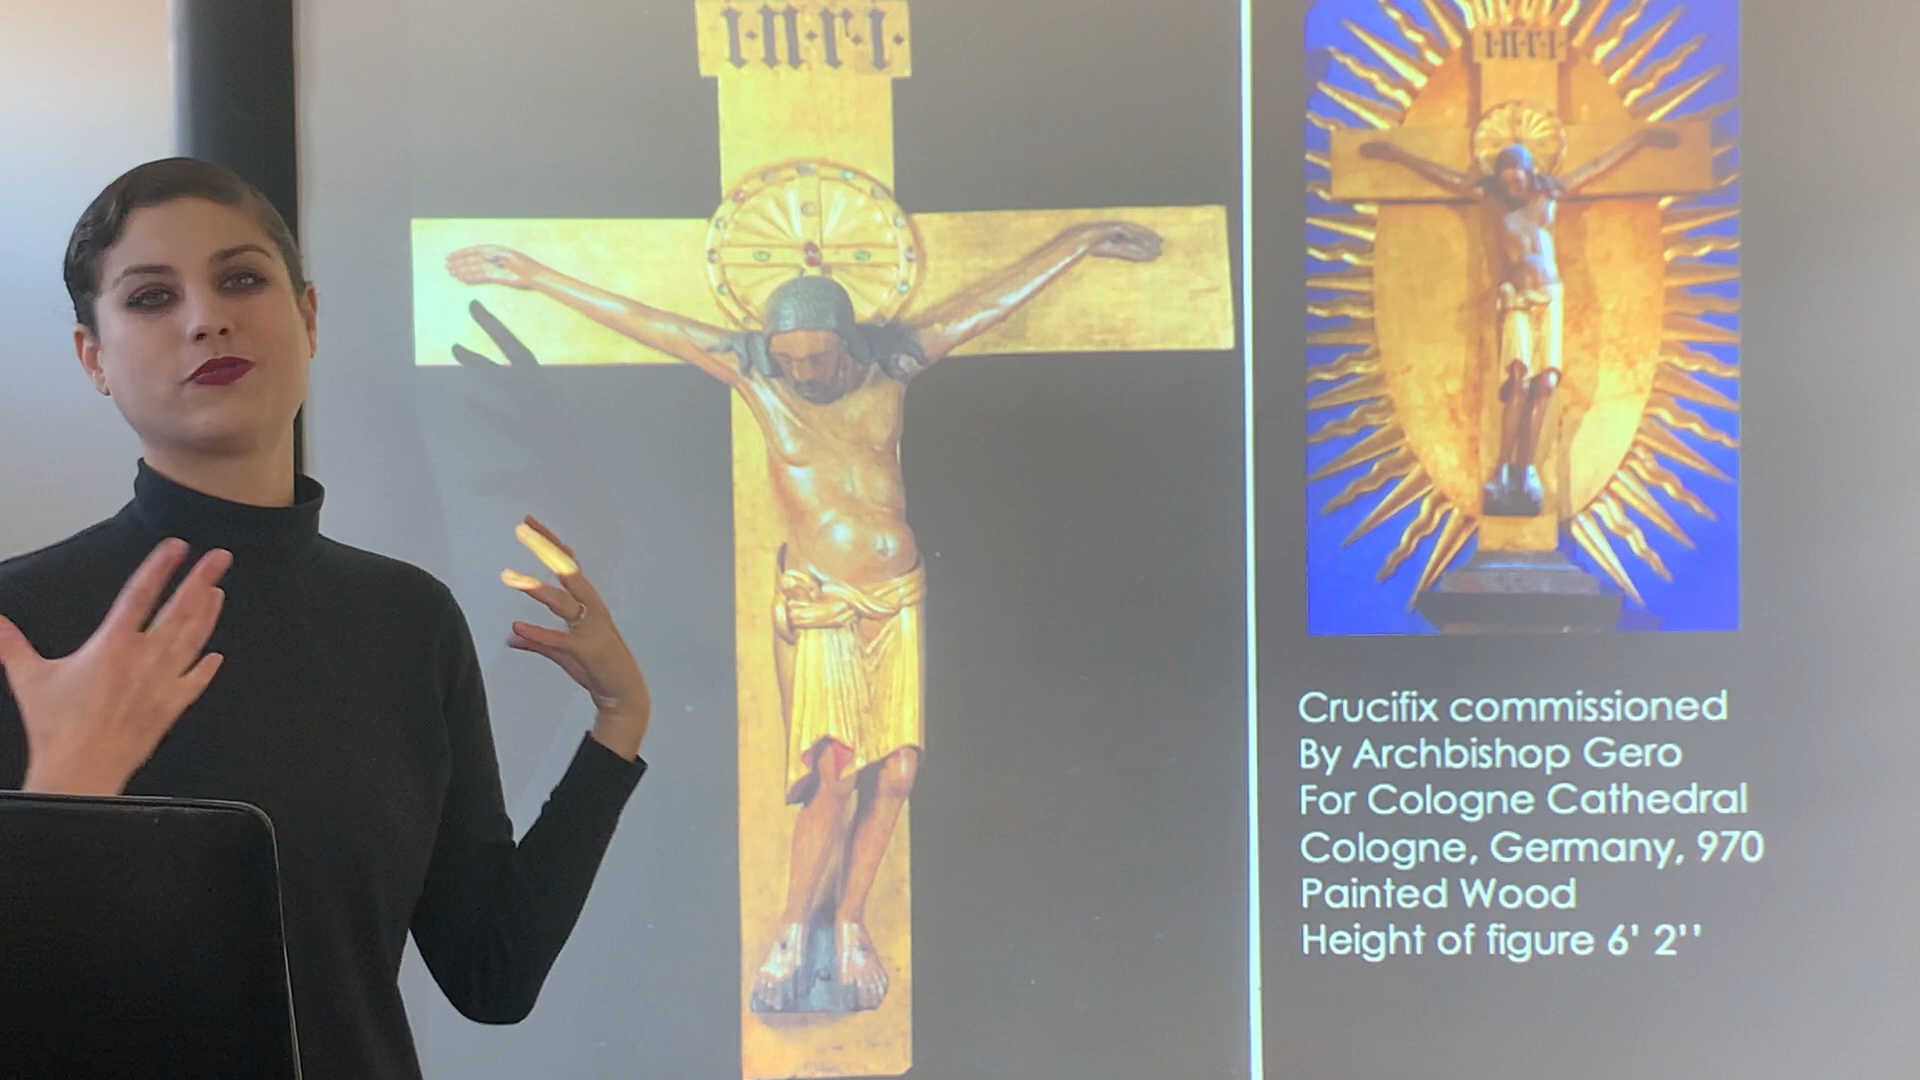 i·n·r·i·
i·n·r·i·
Crucifix commissioned
By Archbishop Gero
For Cologne Cathedral
Cologne, Germany, 970
Painted Wood
Height of figure 6' 2''